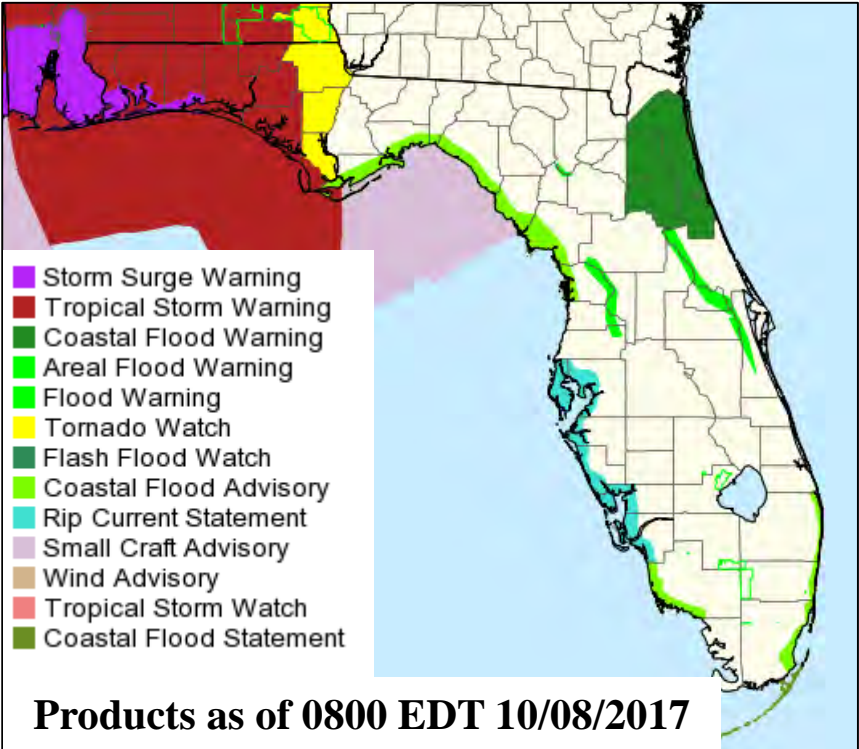 Storm Surge Warning
Tropical Storm Warning
Coastal Flood Warning
Areal Flood Warning
Flood Warning
Tornado Watch
Flash Flood Watch
Coastal Flood Advisory
Rip Current Statement
Small Craft Advisory
Wind Advisory
Tropical Storm Watch
Coastal Flood Statement
Products as of 0800 EDT 10/08/2017